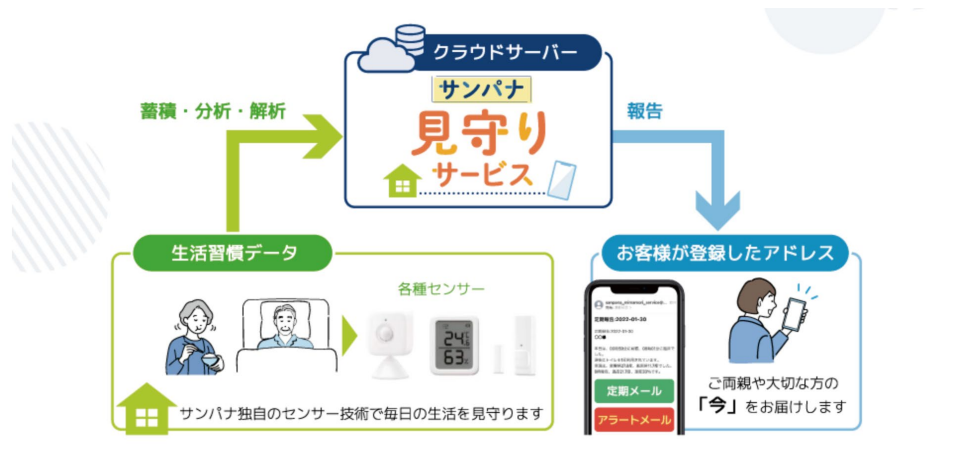 クラウドサーバー
サンパナ
見守り
サービス
蓄積・分析・解析
報告
生活習慣データ
各種センサー
24
63
サンパナ独自のセンサー技術で毎日の生活を見守ります
お客様が登録したアドレス
定期報告:2022-01-30
定期メール
アラートメール
ご両親や大切な方の
「今」をお届けします